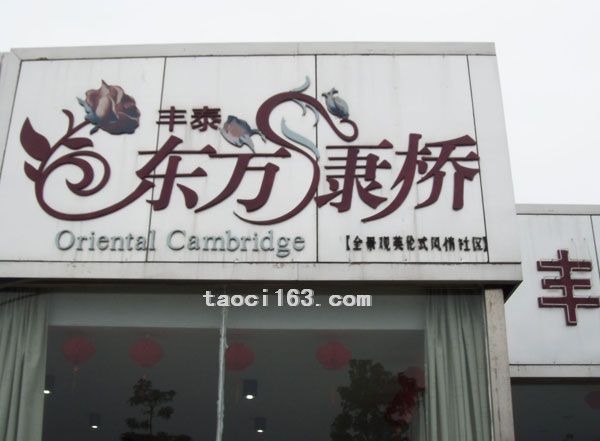 丰泰
东方康桥
Oriental Cambridge
【全景观英伦式风情社区】
丰
taoci163.com